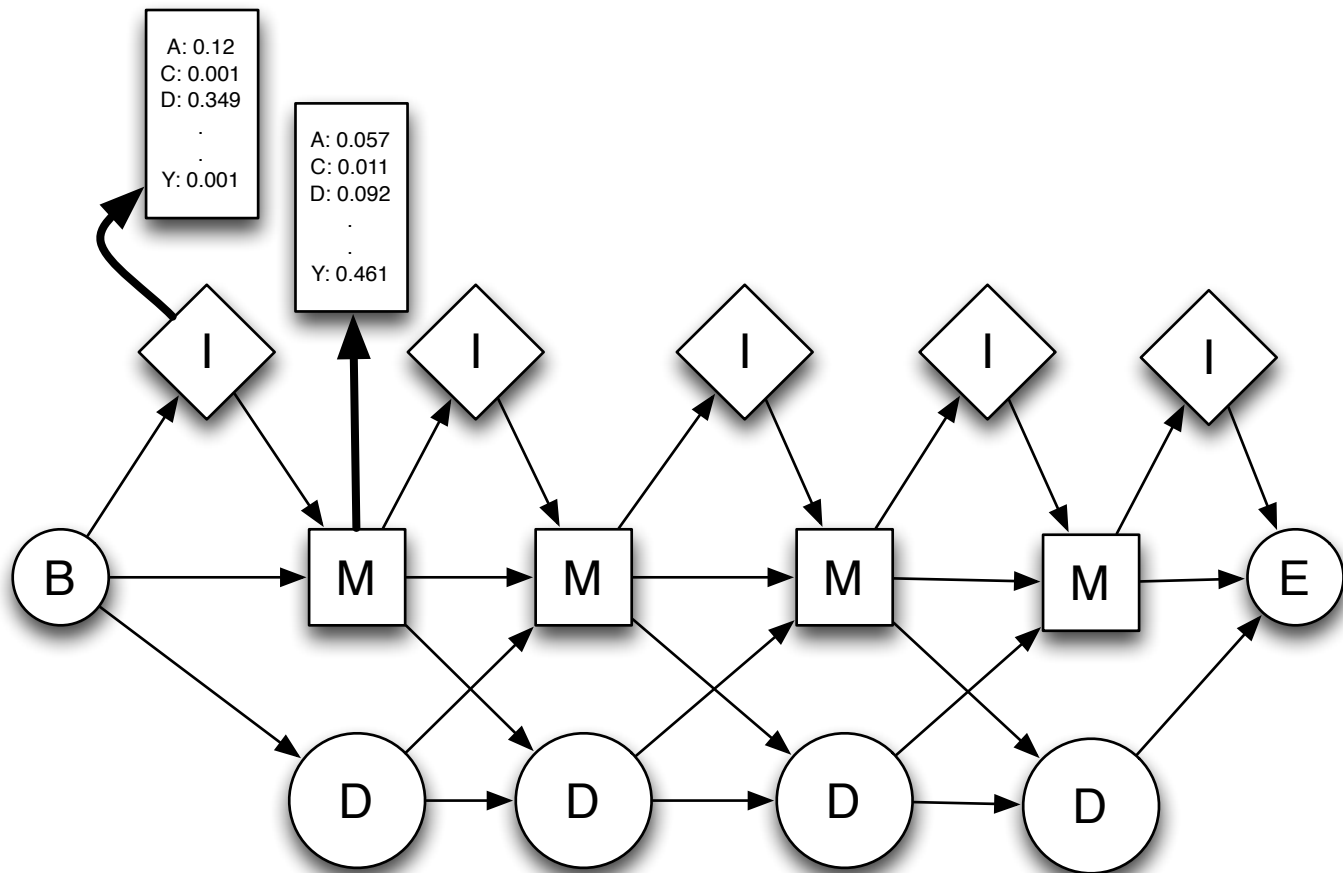 A: 0.12
C: 0.001
D: 0.349
.
.
Y: 0.001
A: 0.057
C: 0.011
D: 0.092
.
.
Y: 0.461
I I I I I
B M M M M E
D D D D